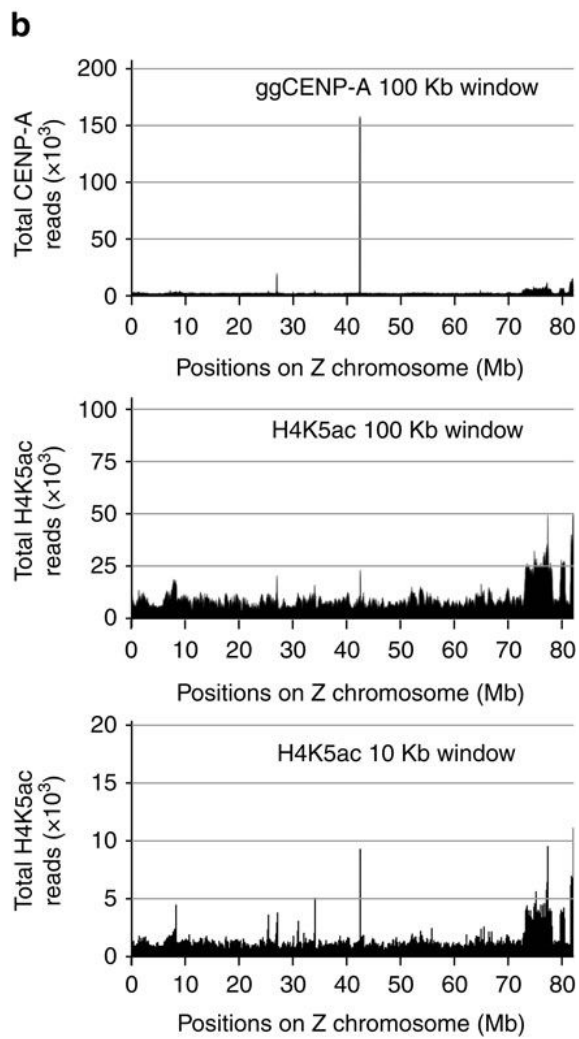 b
ggCENP-A 100 Kb window
Total CENP-A
reads (×10³)
200
150
100
50
0
0 10 20 30 40 50 60 70 80
Positions on Z chromosome (Mb)
H4K5ac 100 Kb window
Total H4K5ac
reads (×10³)
100
75
50
25
0
0 10 20 30 40 50 60 70 80
Positions on Z chromosome (Mb)
H4K5ac 10 Kb window
Total H4K5ac
reads (×10³)
20
15
10
5
0
0 10 20 30 40 50 60 70 80
Positions on Z chromosome (Mb)